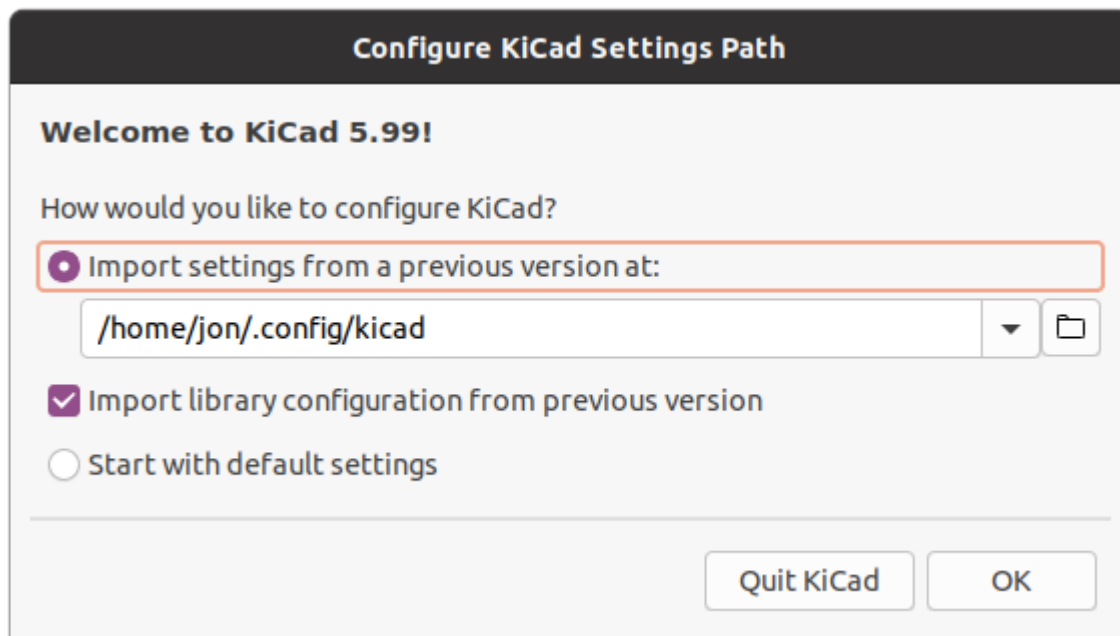 Configure KiCad Settings Path
Welcome to KiCad 5.99!
How would you like to configure KiCad?
Import settings from a previous version at:
/home/jon/.config/kicad
Import library configuration from previous version
Start with default settings
Quit KiCad OK